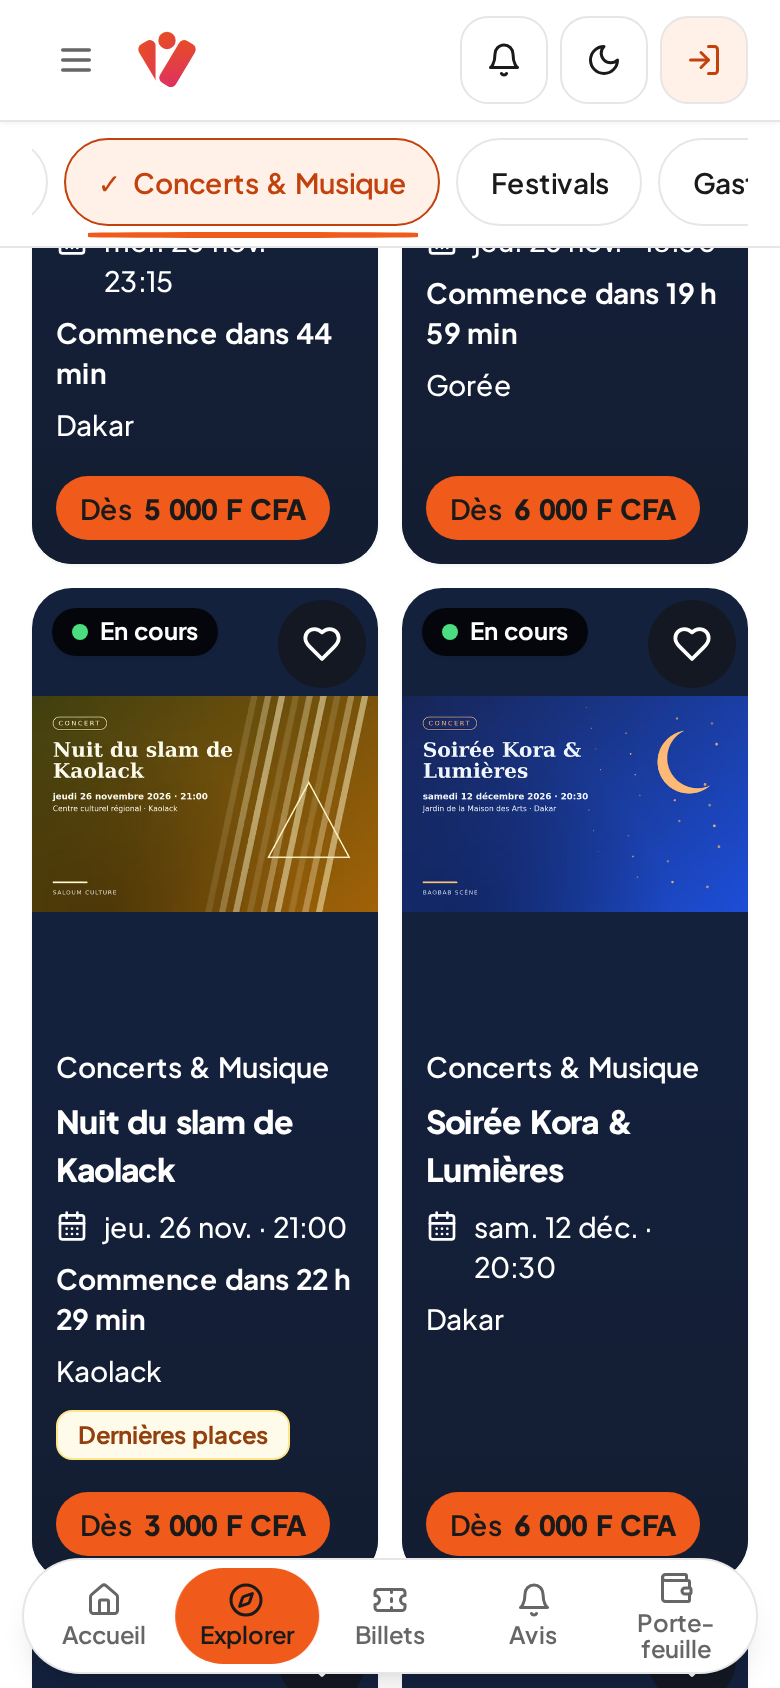 ✓ Concerts & Musique
Festivals
23:15
Commence dans 44
min
Dakar
Dès 5 000 F CFA
Commence dans 19 h
59 min
Gorée
Dès 6 000 F CFA
En cours
CONCERT
Nuit du slam de
Kaolack
jeudi 26 novembre 2026 · 21:00
Centre culturel régional · Kaolack
SALOUM CULTURE
Concerts & Musique
Nuit du slam de
Kaolack
jeu. 26 nov. · 21:00
Commence dans 22 h
29 min
Kaolack
Dernières places
Dès 3 000 F CFA
En cours
CONCERT
Soirée Kora &
Lumières
samedi 12 décembre 2026 · 20:30
Jardin de la Maison des Arts · Dakar
BAOBAB SCÈNE
Concerts & Musique
Soirée Kora &
Lumières
sam. 12 déc. ·
20:30
Dakar
Dès 6 000 F CFA
Accueil
Explorer
Billets
Avis
Porte-
feuille